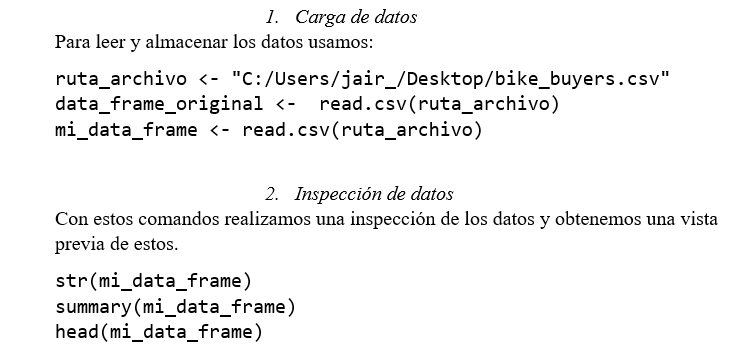 1. Carga de datos
Para leer y almacenar los datos usamos:
ruta_archivo <- "C:/Users/jair_/Desktop/bike_buyers.csv"
data_frame_original <-  read.csv(ruta_archivo)
mi_data_frame <- read.csv(ruta_archivo)
2. Inspección de datos
Con estos comandos realizamos una inspección de los datos y obtenemos una vista
previa de estos.
str(mi_data_frame)
summary(mi_data_frame)
head(mi_data_frame)